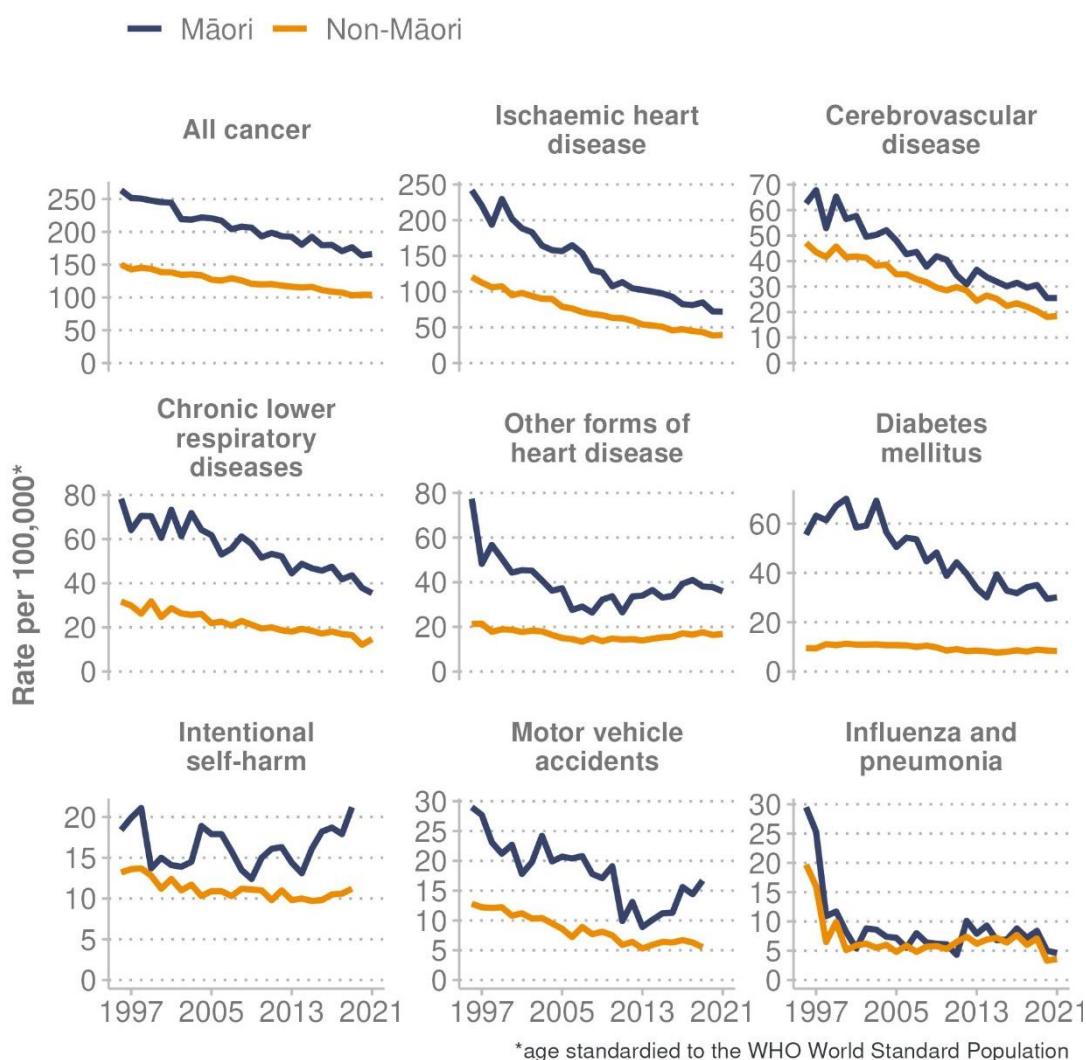 Māori Non-Māori
All cancer
Ischaemic heart
disease
Cerebrovascular
disease
250
200
150
100
50
0
250
200
150
100
50
0
70
60
50
40
30
20
10
0
Chronic lower
respiratory
diseases
Other forms of
heart disease
Diabetes
mellitus
Rate per 100,000*
80
60
40
20
0
80
60
40
20
0
60
40
20
0
Intentional
self-harm
Motor vehicle
accidents
Influenza and
pneumonia
20
15
10
5
0
30
25
20
15
10
5
0
30
25
20
15
10
5
0
1997 2005 2013 2021
1997 2005 2013 2021
1997 2005 2013 2021
*age standardied to the WHO World Standard Population